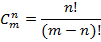 C_m^n = n! / (m − n)!